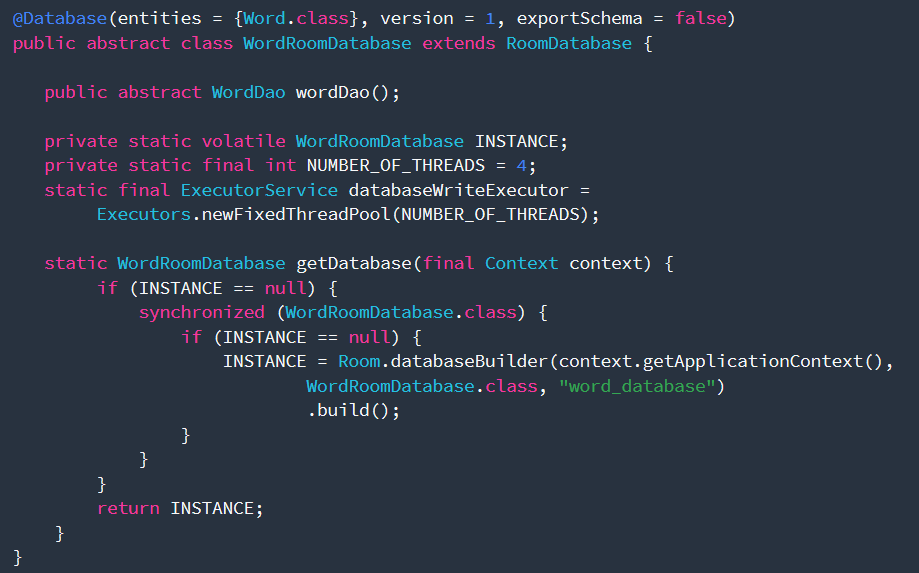 @Database(entities = {Word.class}, version = 1, exportSchema = false)
public abstract class WordRoomDatabase extends RoomDatabase {
public abstract WordDao wordDao();
private static volatile WordRoomDatabase INSTANCE;
private static final int NUMBER_OF_THREADS = 4;
static final ExecutorService databaseWriteExecutor =
Executors.newFixedThreadPool(NUMBER_OF_THREADS);
static WordRoomDatabase getDatabase(final Context context) {
if (INSTANCE == null) {
synchronized (WordRoomDatabase.class) {
if (INSTANCE == null) {
INSTANCE = Room.databaseBuilder(context.getApplicationContext(),
WordRoomDatabase.class, "word_database")
.build();
}
}
}
return INSTANCE;
}
}